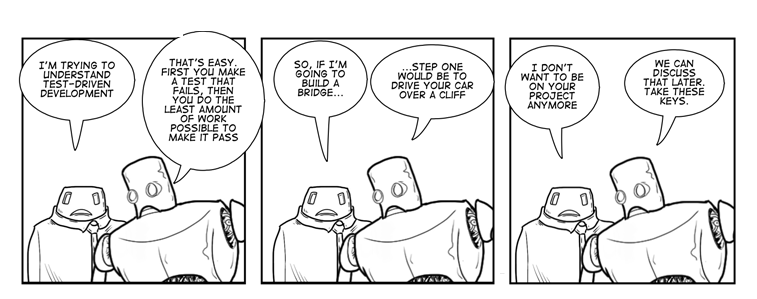 I'M TRYING TO
UNDERSTAND
TEST-DRIVEN
DEVELOPMENT
THAT'S EASY.
FIRST YOU MAKE
A TEST THAT
FAILS, THEN
YOU DO THE
LEAST AMOUNT
OF WORK
POSSIBLE TO
MAKE IT PASS
SO, IF I'M
GOING TO
BUILD A
BRIDGE...
...STEP ONE
WOULD BE TO
DRIVE YOUR CAR
OVER A CLIFF
I DON'T
WANT TO BE
ON YOUR
PROJECT
ANYMORE
WE CAN
DISCUSS
THAT LATER.
TAKE THESE
KEYS.